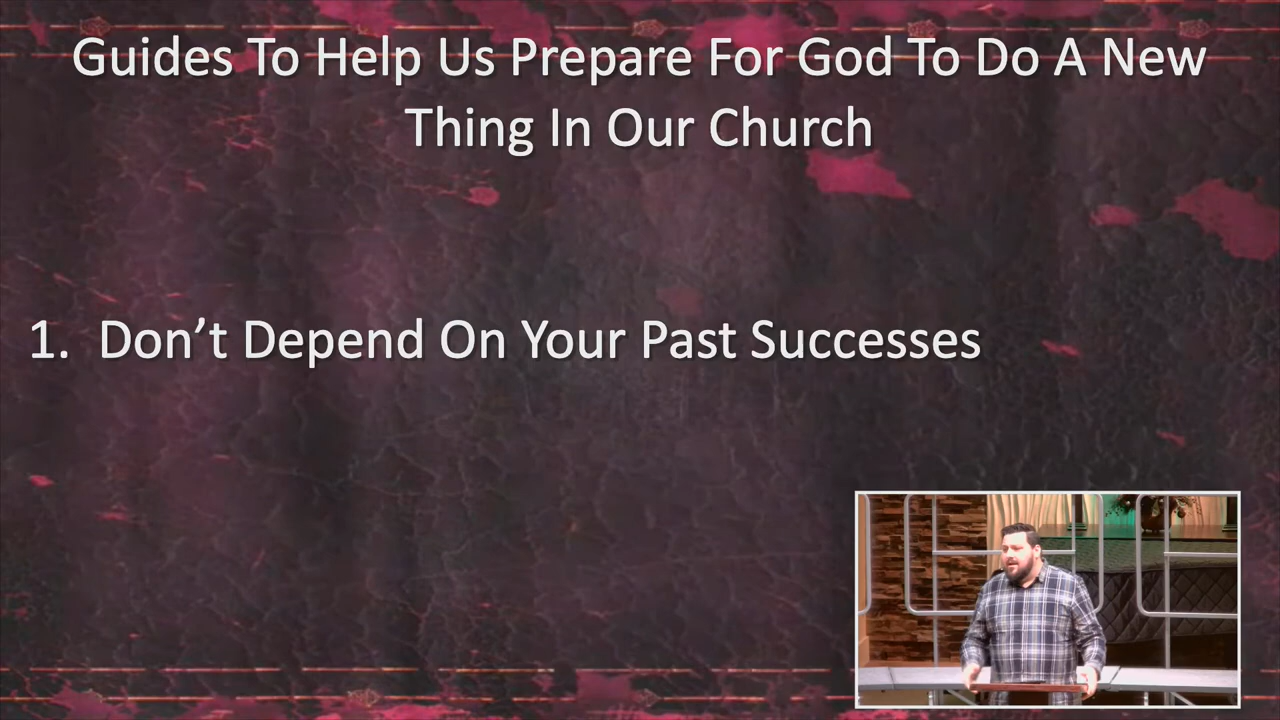 Guides To Help Us Prepare For God To Do A New
Thing In Our Church
1. Don’t Depend On Your Past Successes